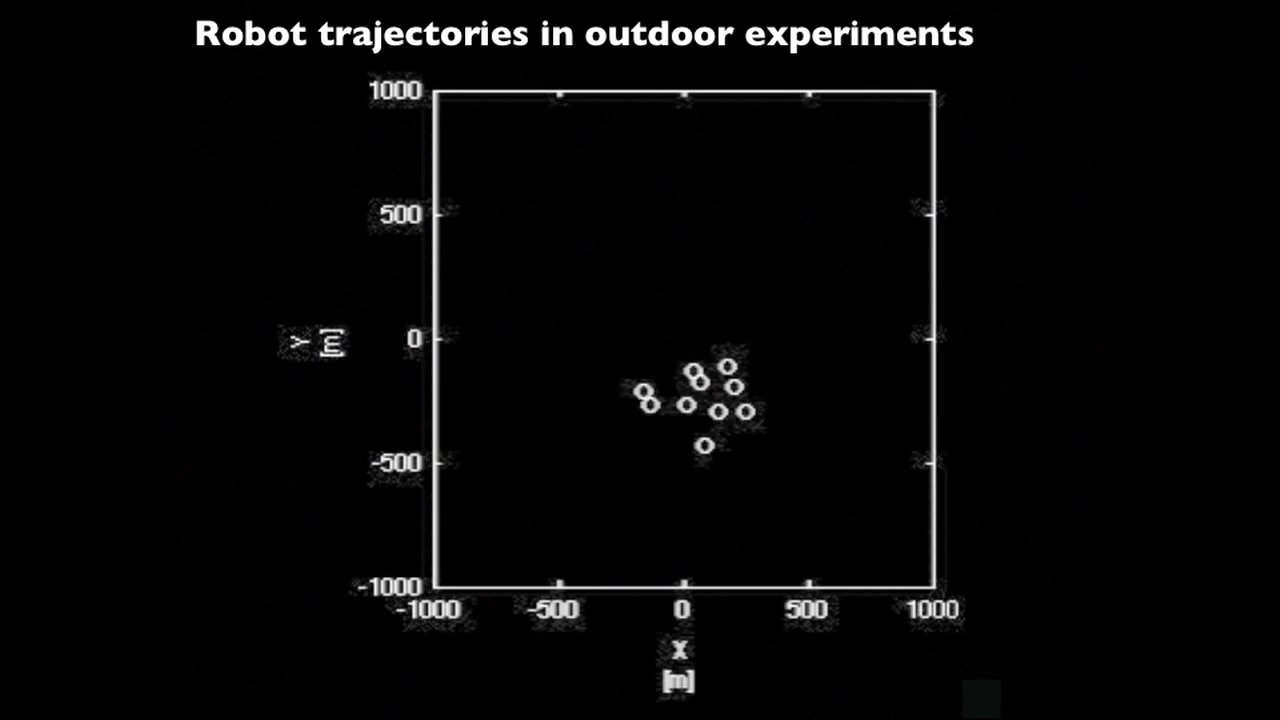 Robot trajectories in outdoor experiments
1000
500
0
-500
-1000
Y
[m]
-1000 -500 0 500 1000
X
[m]